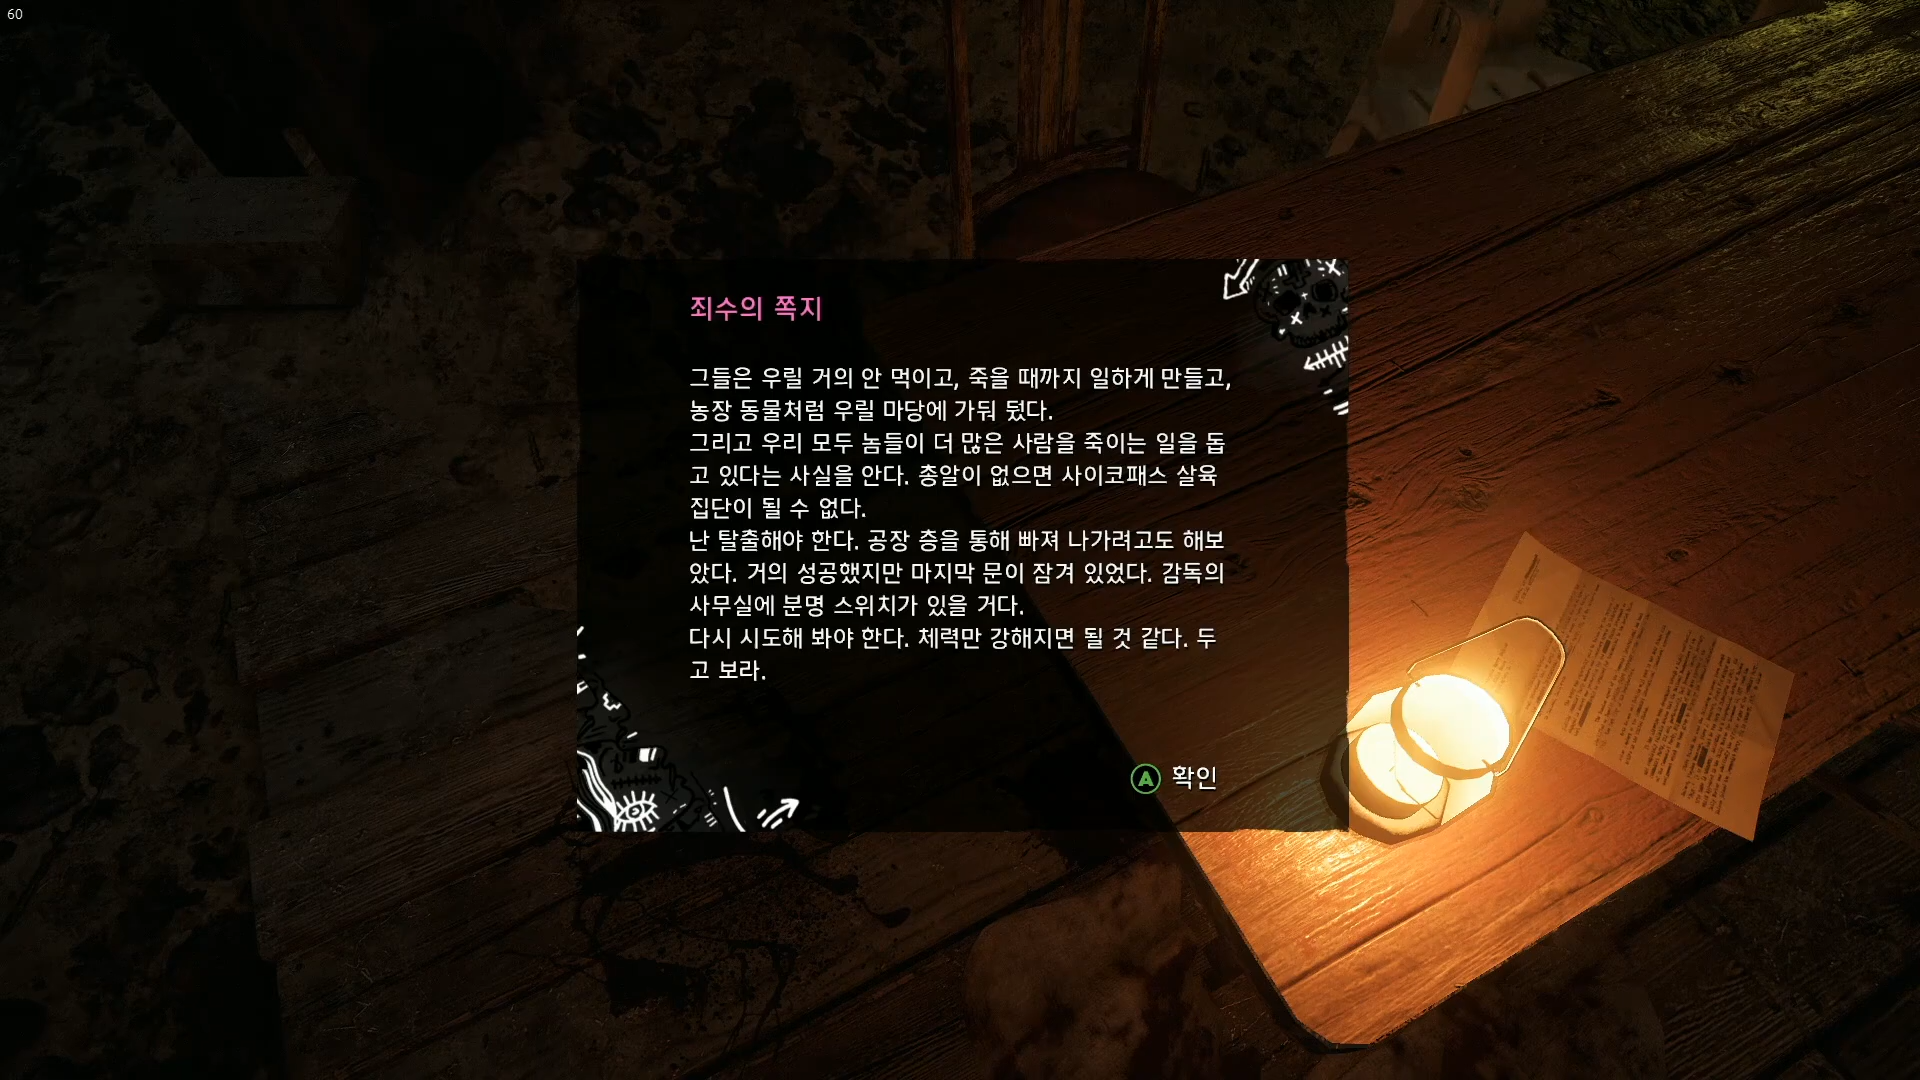 60
죄수의 쪽지
그들은 우릴 거의 안 먹이고, 죽을 때까지 일하게 만들고,
농장 동물처럼 우릴 마당에 가둬 뒀다.
그리고 우리 모두 놈들이 더 많은 사람을 죽이는 일을 돕
고 있다는 사실을 안다. 총알이 없으면 사이코패스 살육
집단이 될 수 없다.
난 탈출해야 한다. 공장 층을 통해 빠져 나가려고도 해보
았다. 거의 성공했지만 마지막 문이 잠겨 있었다. 감독의
사무실에 분명 스위치가 있을 거다.
다시 시도해 봐야 한다. 체력만 강해지면 될 것 같다. 두
고 보라.
A 확인